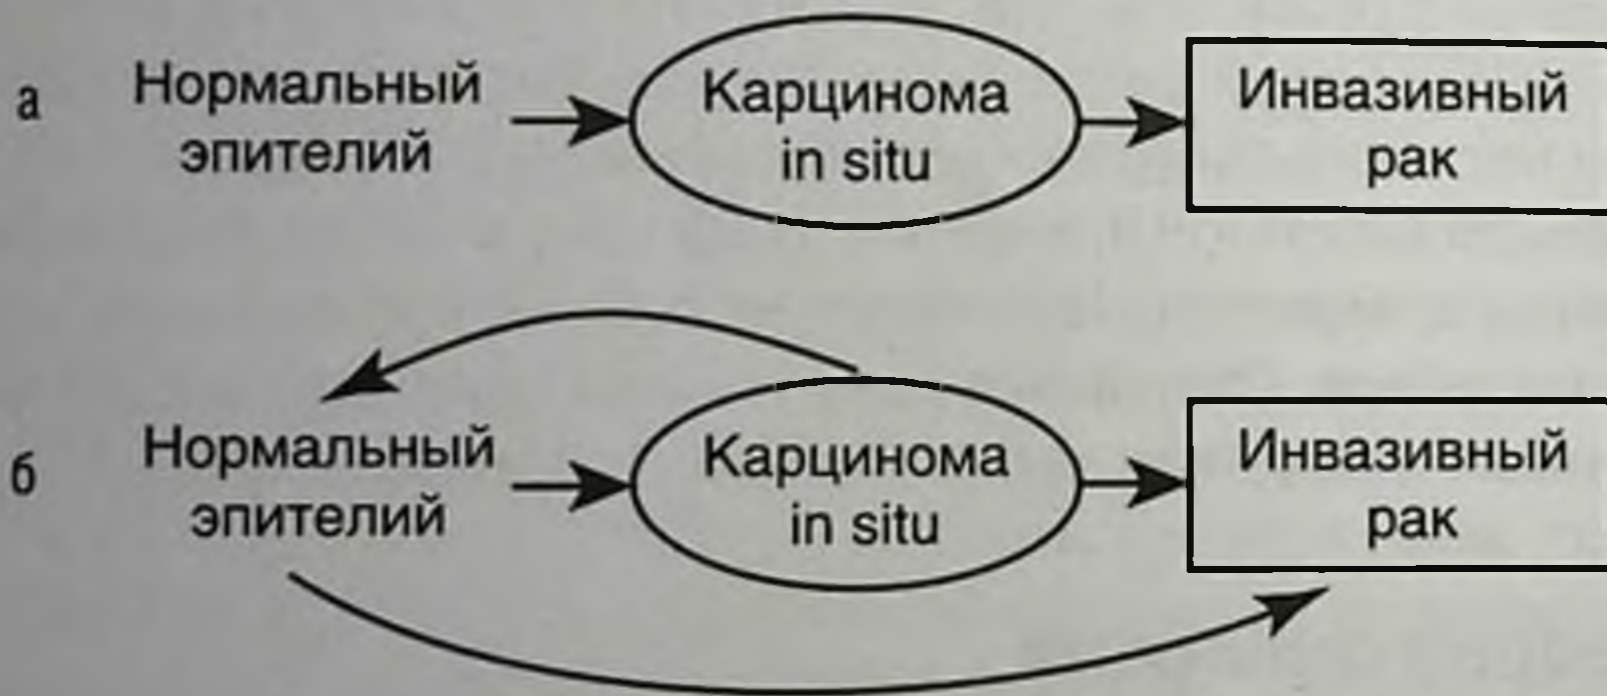 а
Нормальный
эпителий
Карцинома
in situ
Инвазивный
рак
б
Нормальный
эпителий
Карцинома
in situ
Инвазивный
рак